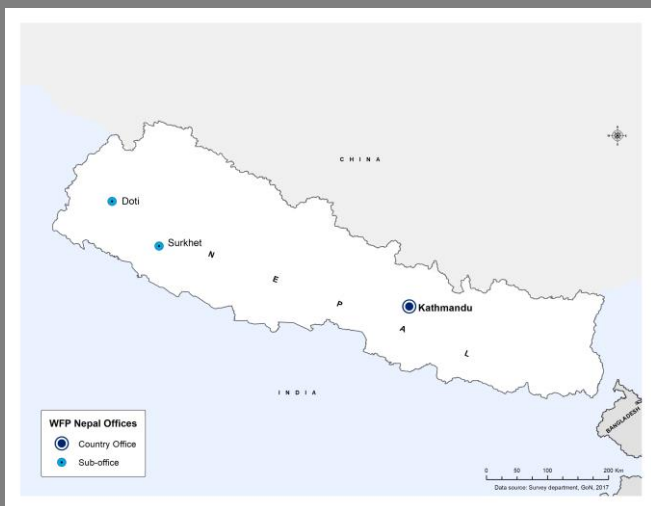 CHINA
Doti
Surkhet
NEPAL
Kathmandu
INDIA
BANGLADESH
WFP Nepal Offices
Country Office
Sub-office
0 50 100 200 Km
Data source: Survey department, GoN, 2017